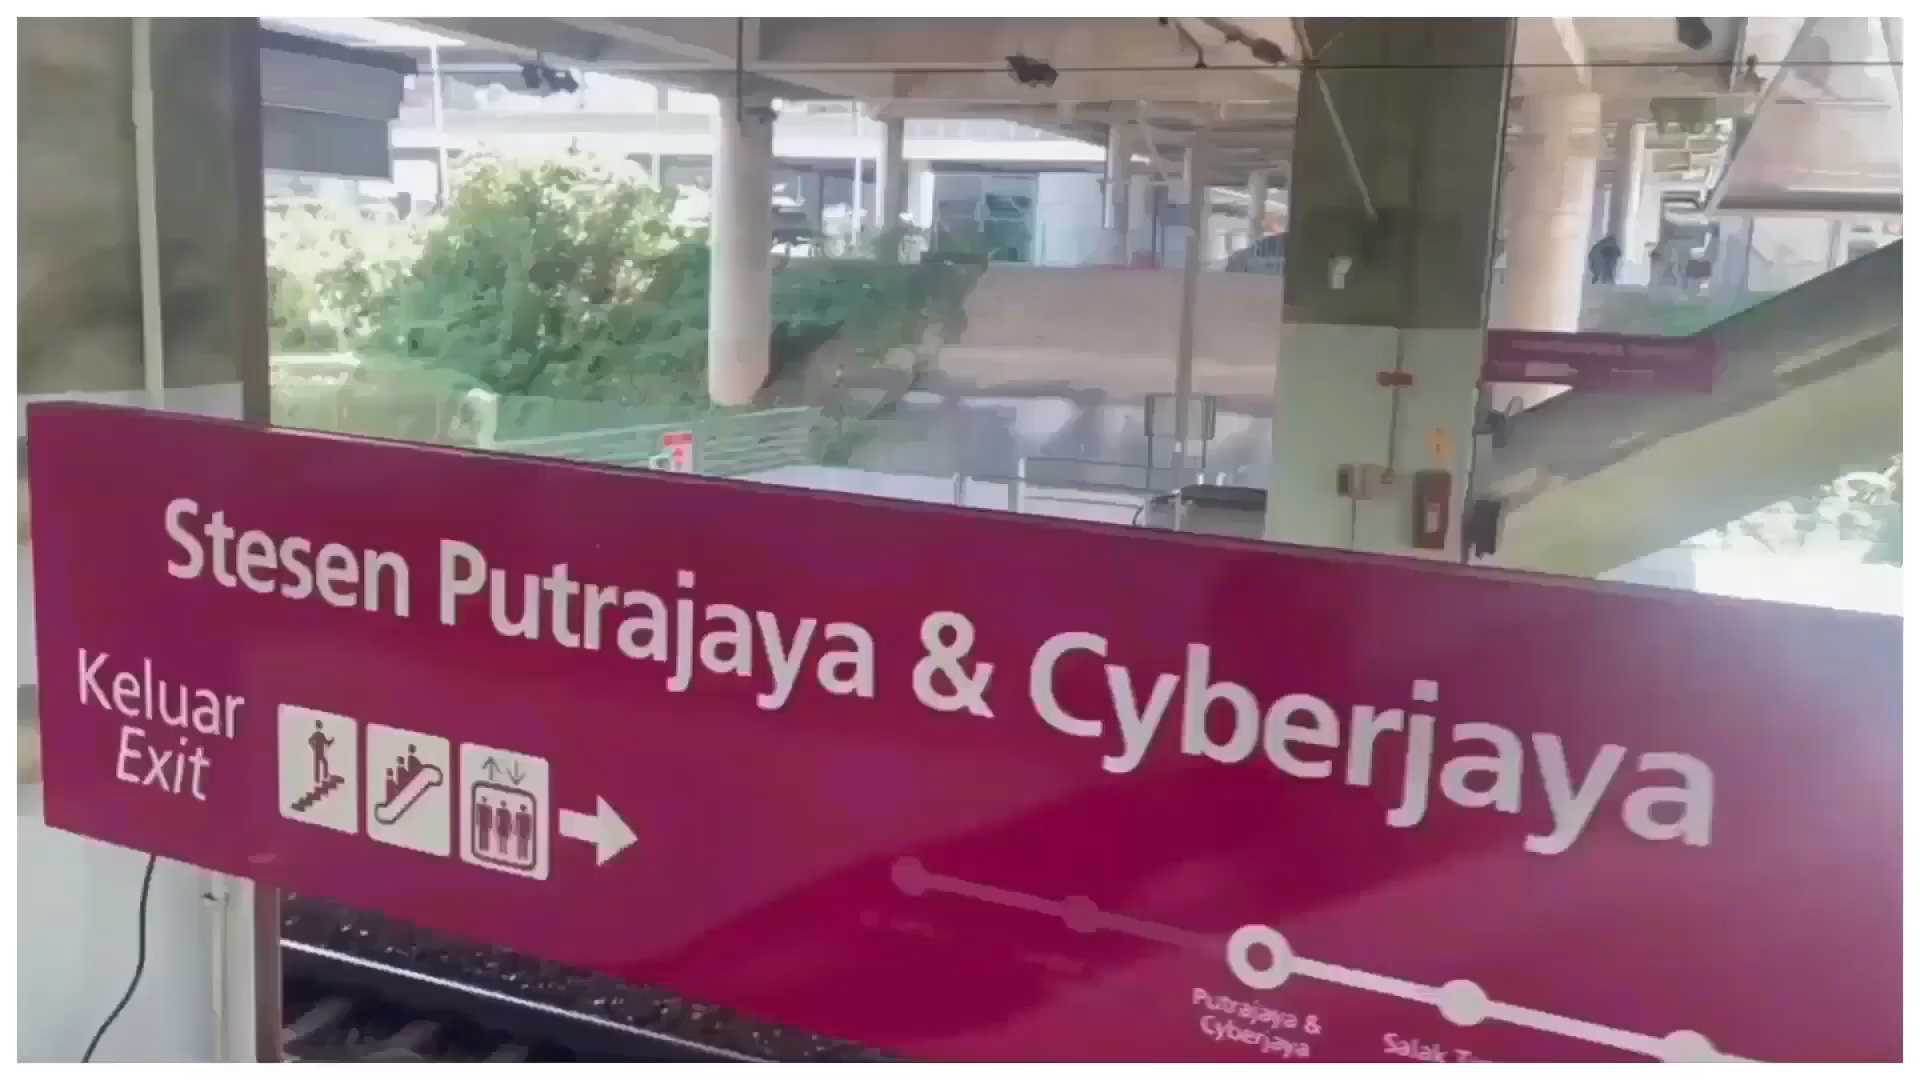 Stesen Putrajaya & Cyberjaya
Keluar
Exit
Putrajaya &
Cyberjaya
Salak